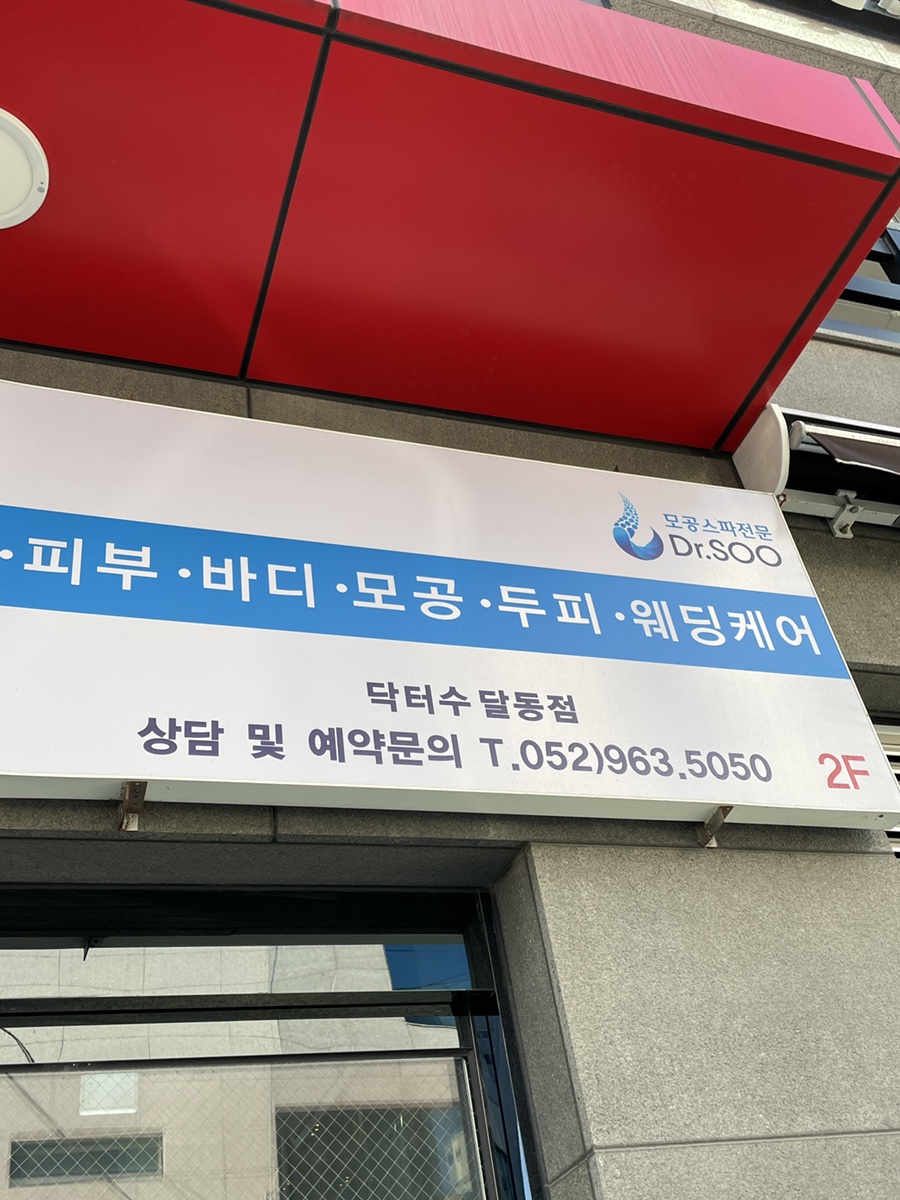 모공스파전문
Dr.SOO
·피부 ·바디 ·모공 ·두피 ·웨딩케어
닥터수 달동점
상담 및 예약문의 T.052)963.5050
2F